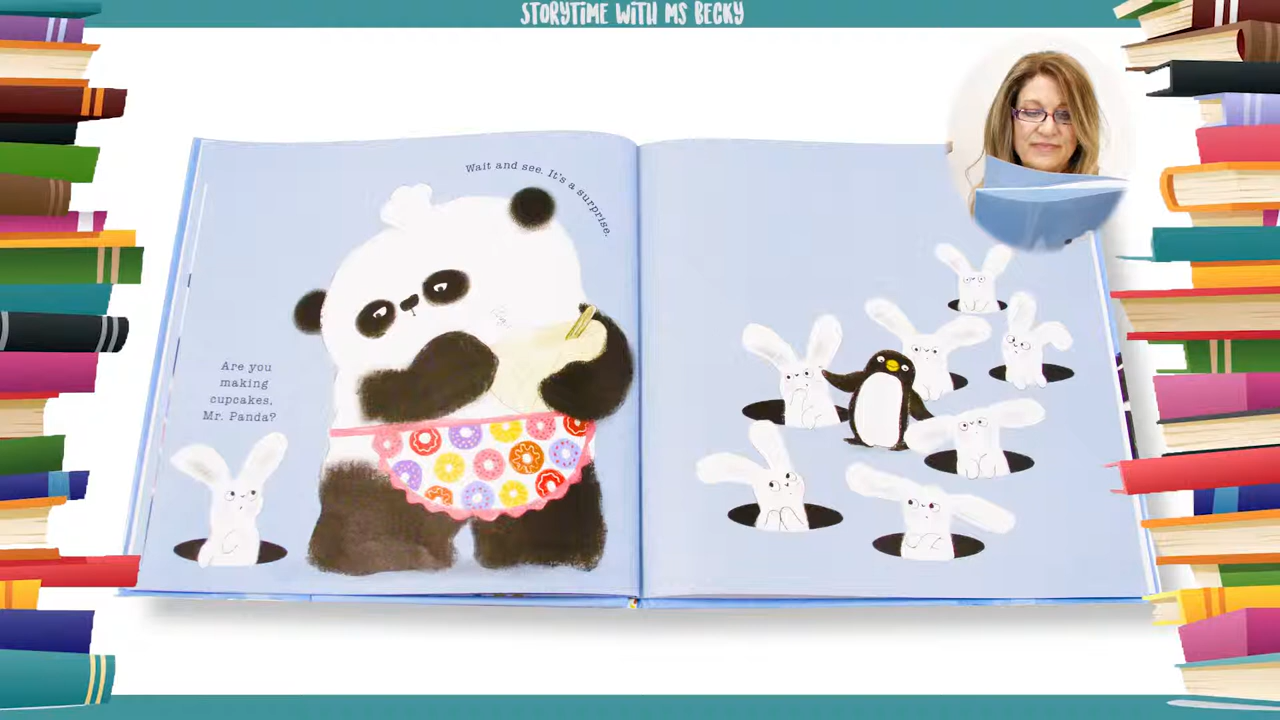 STORYTIME WITH MS BECKY
Wait and see. It's a surprise.
Are you
making
cupcakes,
Mr. Panda?